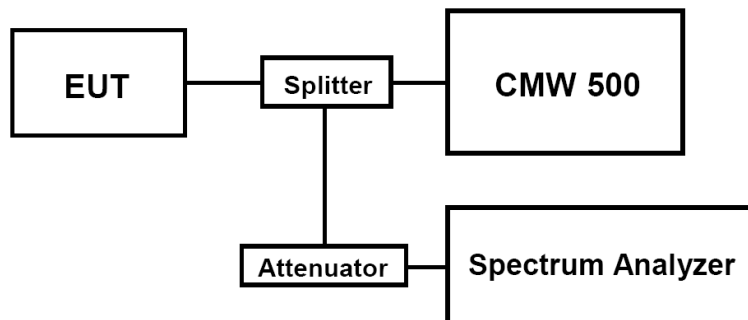 EUT
Splitter
CMW 500
Attenuator
Spectrum Analyzer